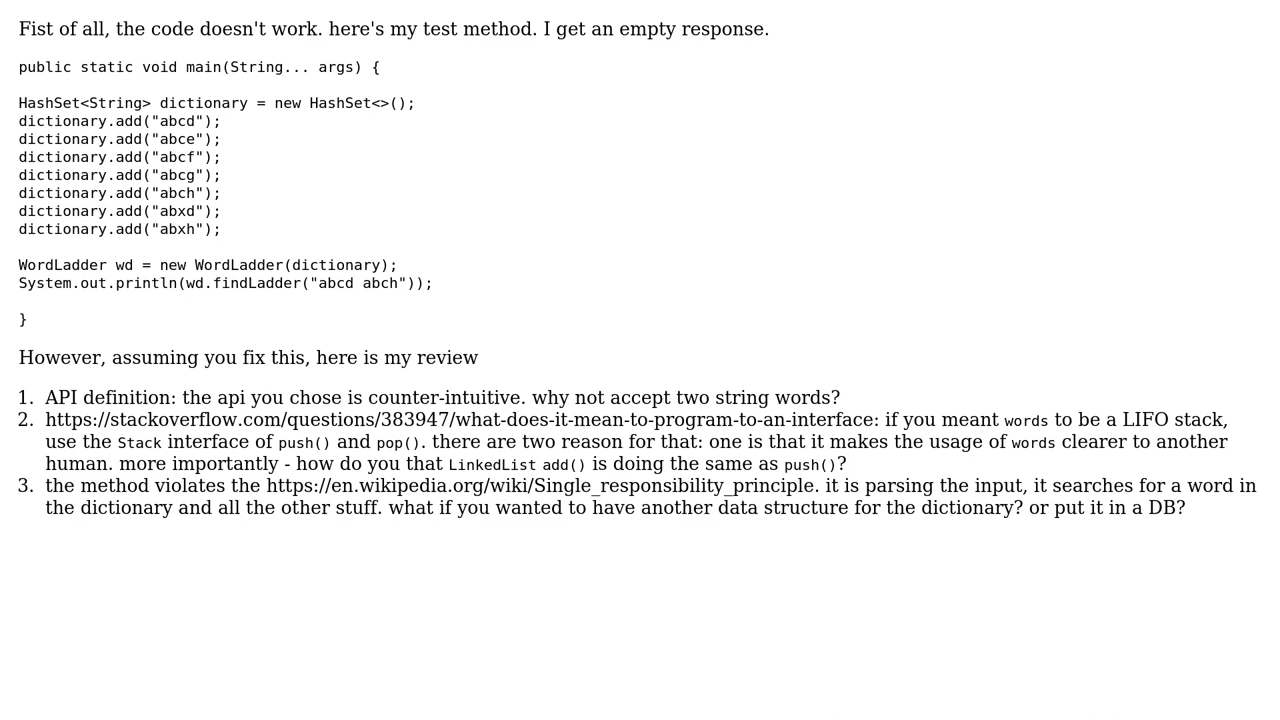 Fist of all, the code doesn't work. here's my test method. I get an empty response.
public static void main(String... args) {
HashSet<String> dictionary = new HashSet<>();
dictionary.add("abcd");
dictionary.add("abce");
dictionary.add("abcf");
dictionary.add("abcg");
dictionary.add("abch");
dictionary.add("abxd");
dictionary.add("abxh");
WordLadder wd = new WordLadder(dictionary);
System.out.println(wd.findLadder("abcd abch"));
}
However, assuming you fix this, here is my review
1. API definition: the api you chose is counter-intuitive. why not accept two string words?
2. https://stackoverflow.com/questions/383947/what-does-it-mean-to-program-to-an-interface: if you meant words to be a LIFO stack,
use the Stack interface of push() and pop(). there are two reason for that: one is that it makes the usage of words clearer to another
human. more importantly - how do you that LinkedList add() is doing the same as push()?
3. the method violates the https://en.wikipedia.org/wiki/Single_responsibility_principle. it is parsing the input, it searches for a word in
the dictionary and all the other stuff. what if you wanted to have another data structure for the dictionary? or put it in a DB?